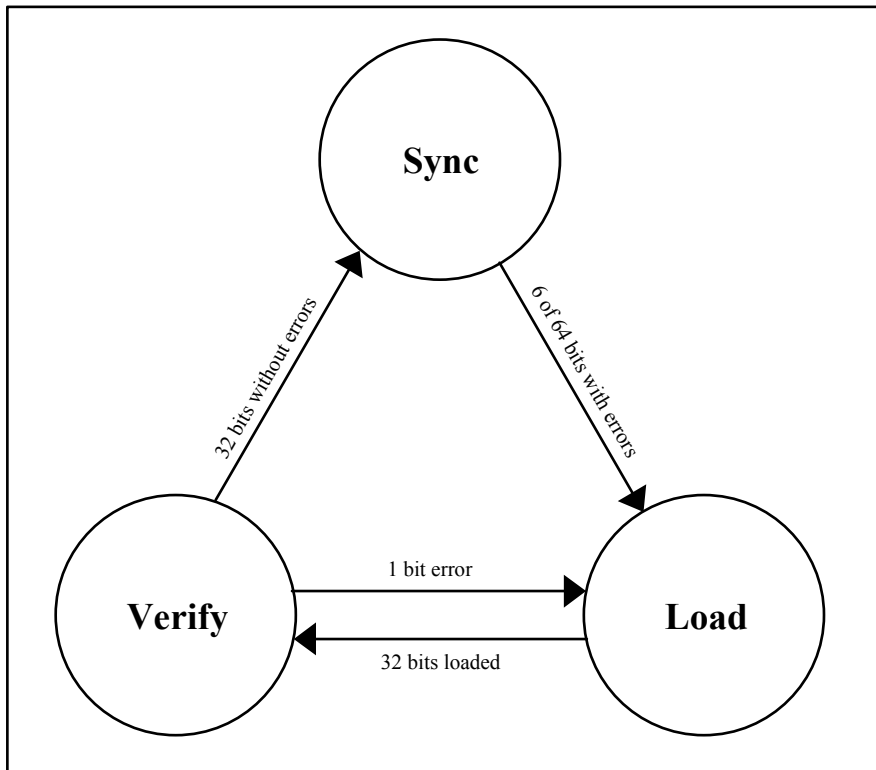 Sync
32 bits without errors
6 of 64 bits with errors
1 bit error
Verify
Load
32 bits loaded